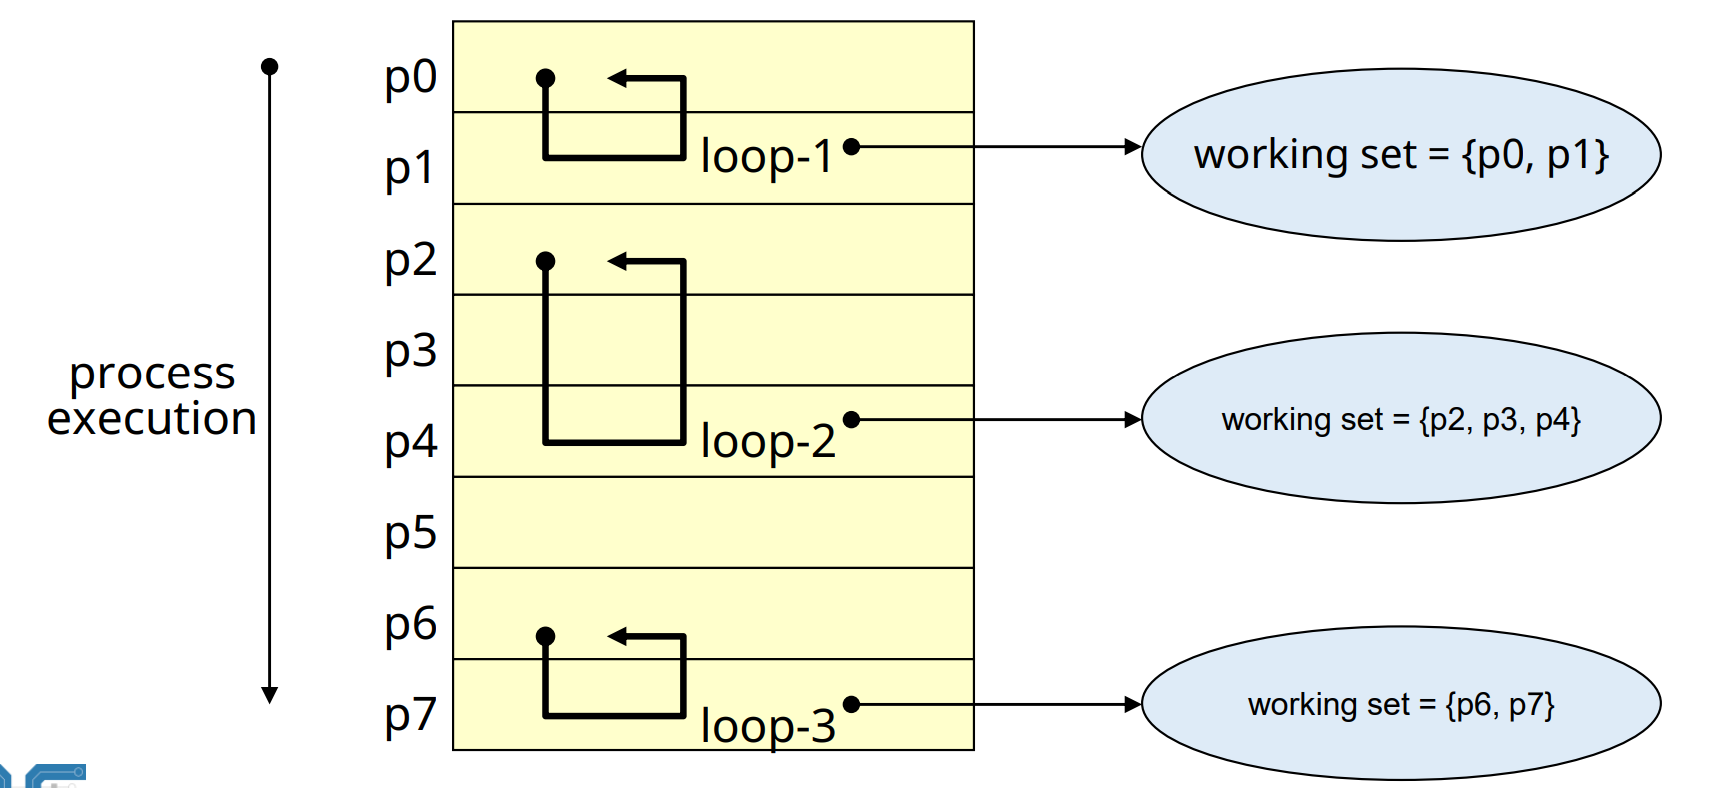 p0
p1
loop-1
working set = {p0, p1}
p2
p3
process
execution
p4
loop-2
working set = {p2, p3, p4}
p5
p6
p7
loop-3
working set = {p6, p7}